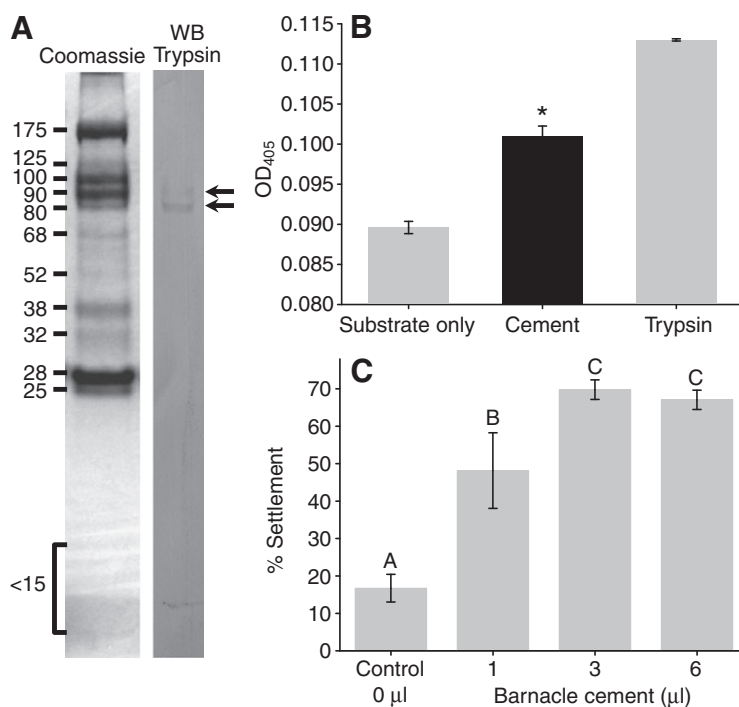 A
WB
Coomassie Trypsin
175
125
100
90
80
68
52
38
32
28
25
<15
B
OD405
0.115
0.110
0.105
0.100
0.095
0.090
0.085
0.080
*
Substrate only Cement Trypsin
C
% Settlement
70
60
50
40
30
20
10
0
A
B
C
C
Control 1 3 6
0 µl Barnacle cement (µl)